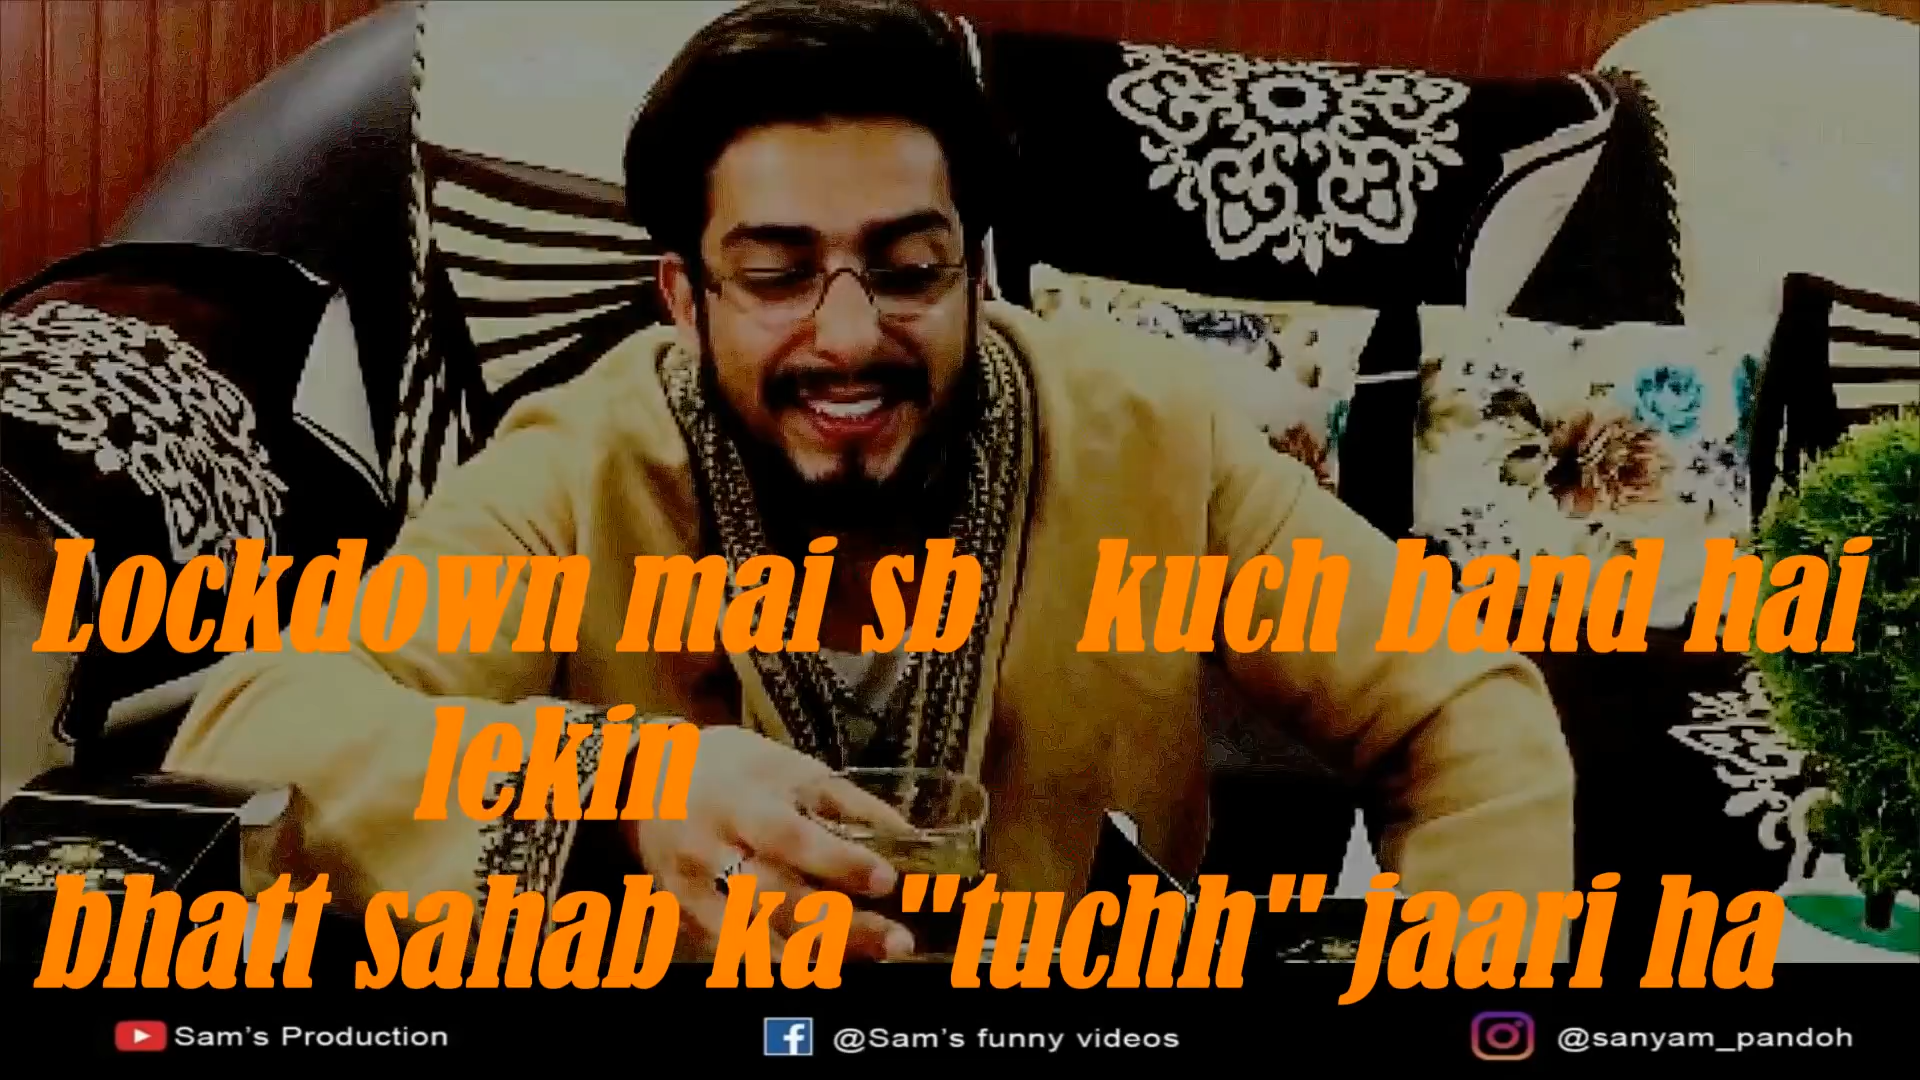 Lockdown mai sb kuch band hai
lekin
bhatt sahab ka "tuchh" jaari ha
Sam's Production
@Sam's funny videos
@sanyam_pandoh